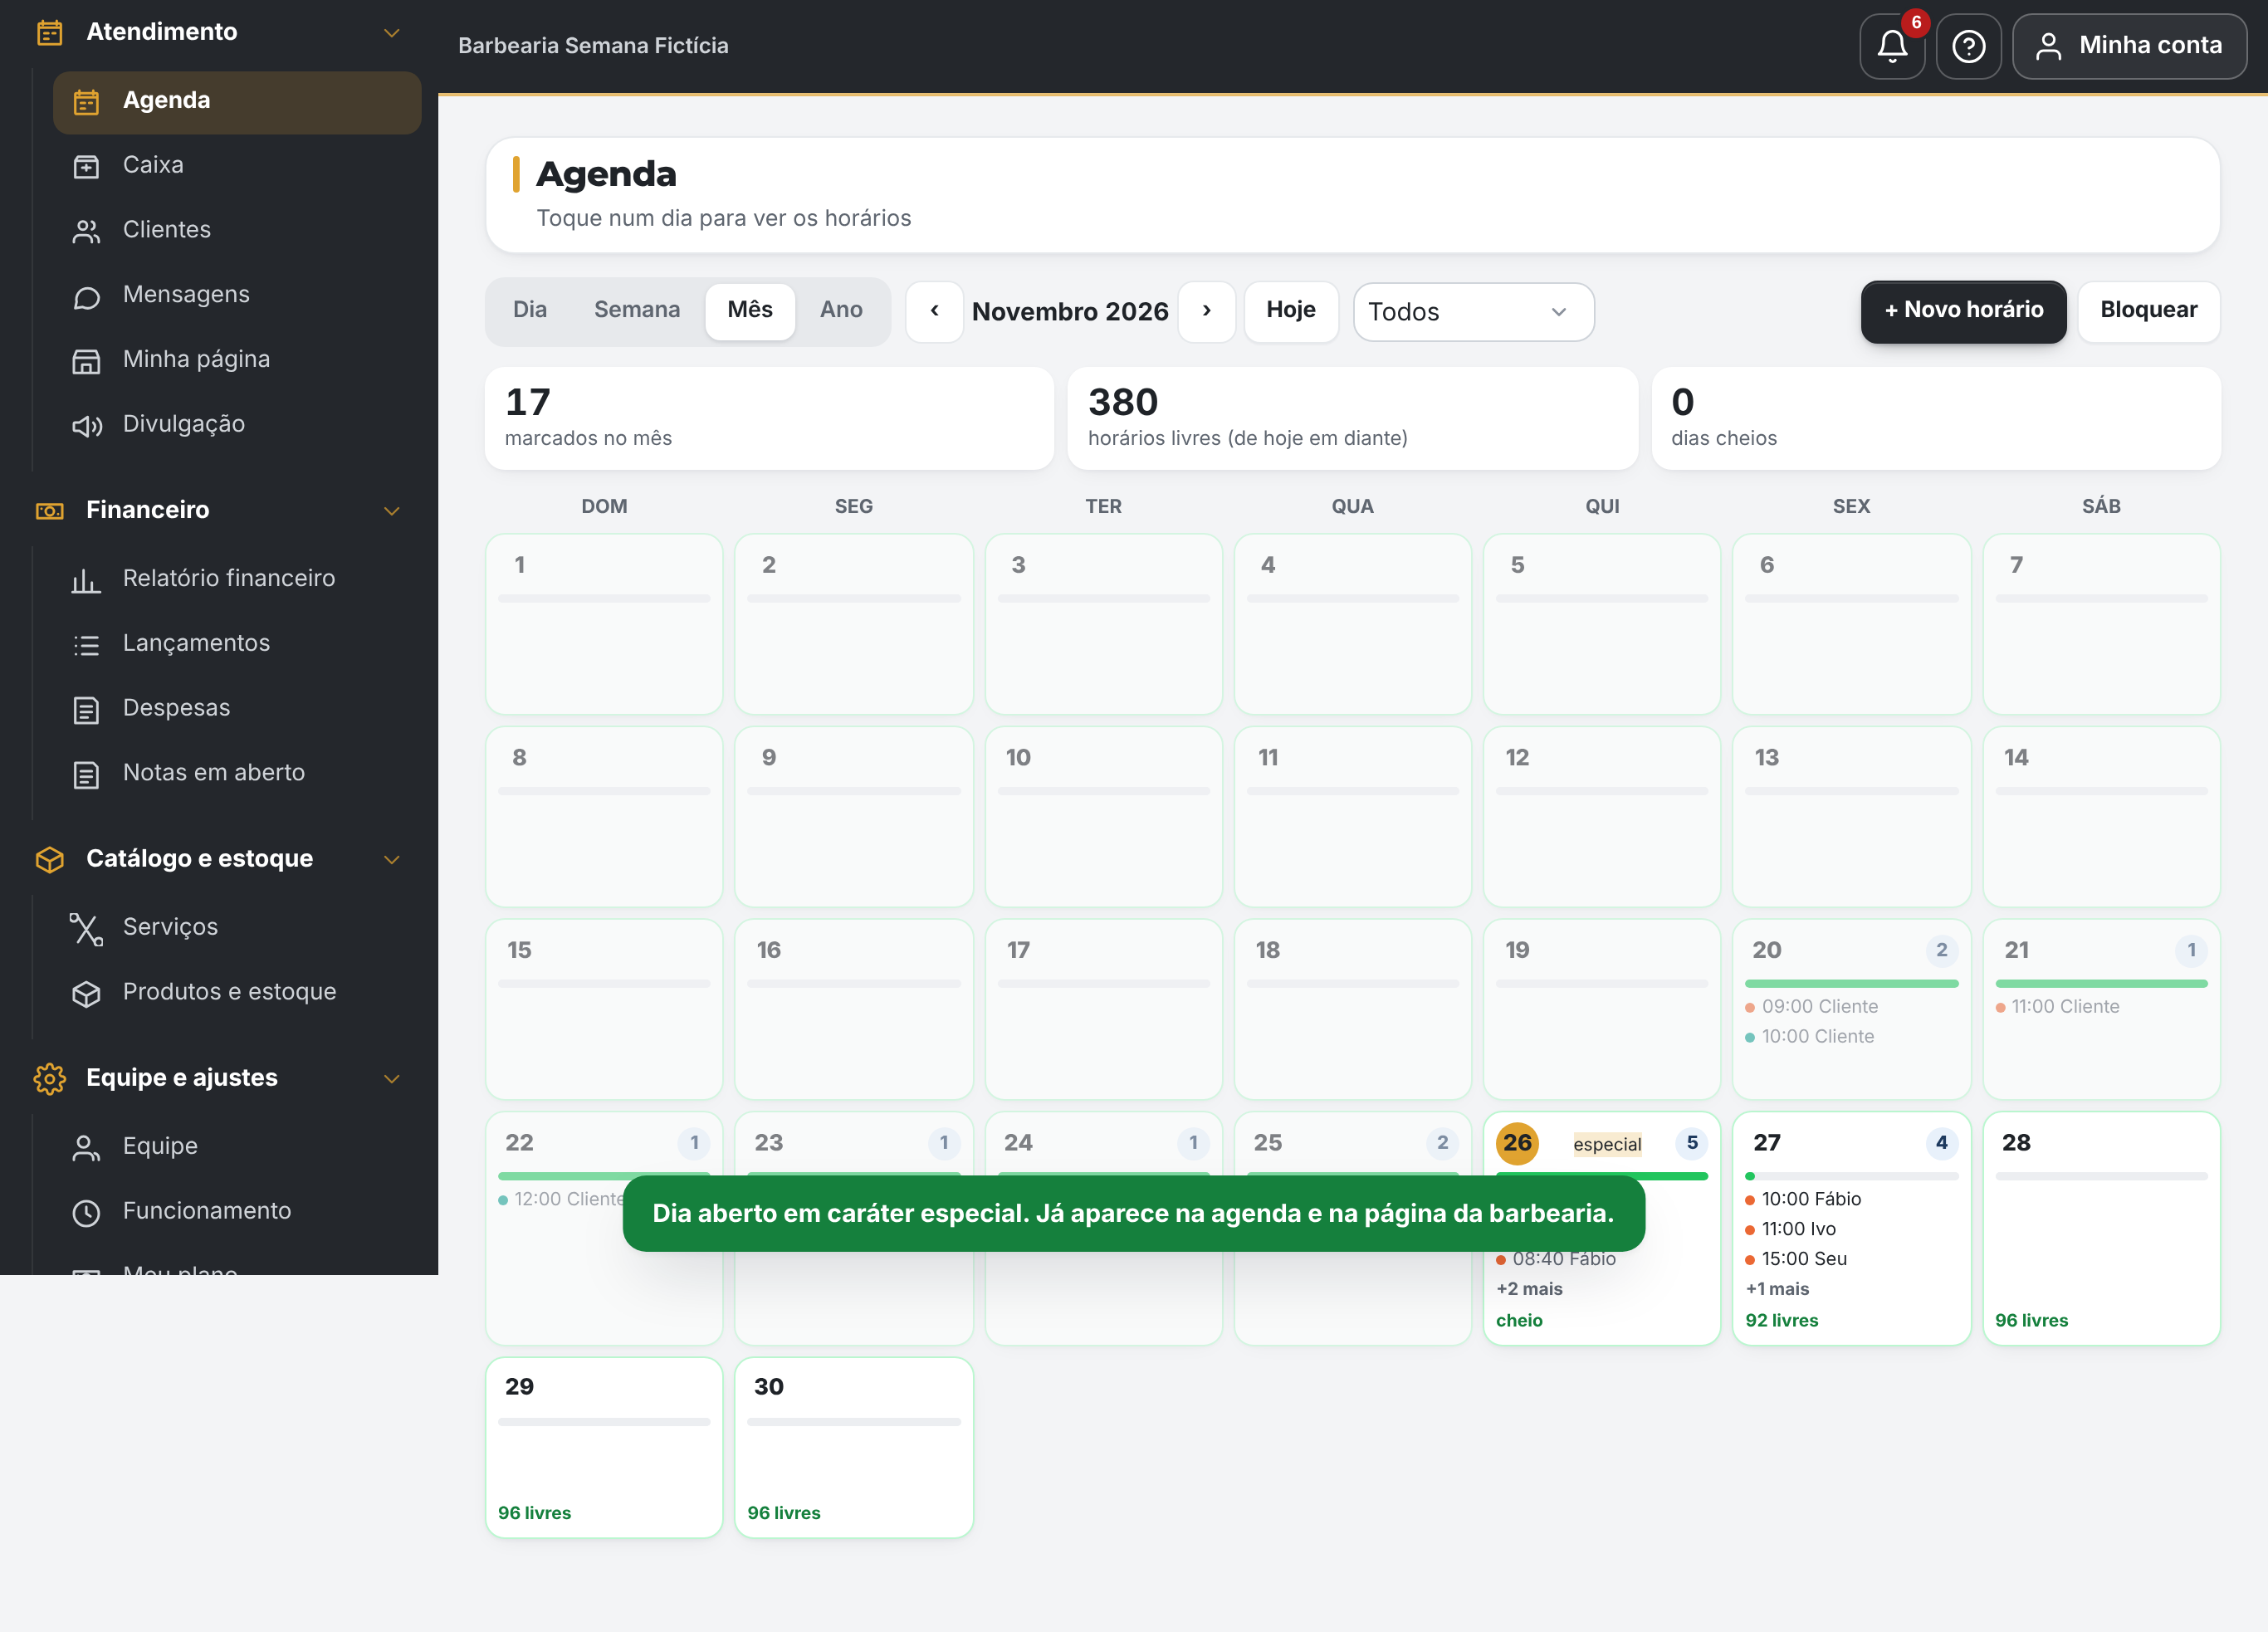 Atendimento
Agenda
Caixa
Clientes
Mensagens
Minha página
Divulgação
Financeiro
Relatório financeiro
Lançamentos
Despesas
Notas em aberto
Catálogo e estoque
Serviços
Produtos e estoque
Equipe e ajustes
Equipe
Funcionamento
Barbearia Semana Fictícia
6
Minha conta
Agenda
Toque num dia para ver os horários
Dia Semana Mês Ano ‹ Novembro 2026 › Hoje Todos + Novo horário Bloquear
17
marcados no mês
380
horários livres (de hoje em diante)
0
dias cheios
DOM SEG TER QUA QUI SEX SÁB
1 2 3 4 5 6 7
8 9 10 11 12 13 14
15 16 17 18 19 20 2 21 1
09:00 Cliente 11:00 Cliente
10:00 Cliente
22 1 23 1 24 1 25 2 26 especial 5 27 4 28
12:00 Cliente 10:00 Fábio
Dia aberto em caráter especial. Já aparece na agenda e na página da barbearia.
11:00 Ivo
08:40 Fábio 15:00 Seu
+2 mais +1 mais
cheio 92 livres 96 livres
29 30
96 livres 96 livres